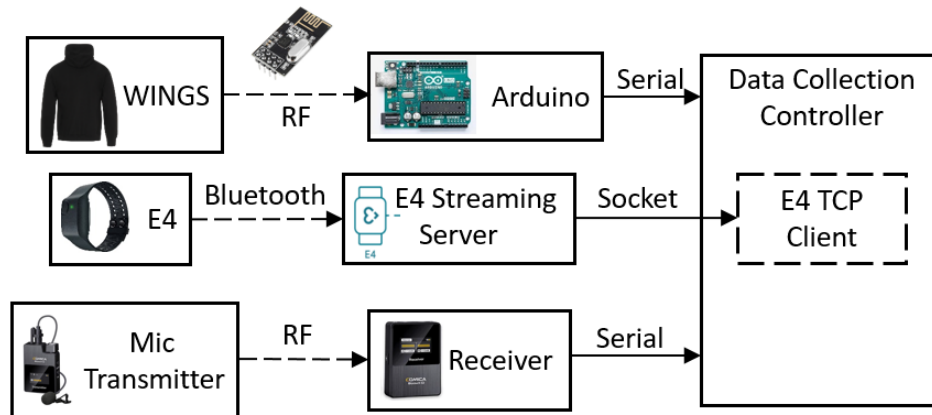 WINGS
RF
Arduino
Serial
Data Collection
Controller
E4
Bluetooth
E4
E4 Streaming
Server
Socket
E4 TCP
Client
Mic
Transmitter
RF
Receiver
Serial